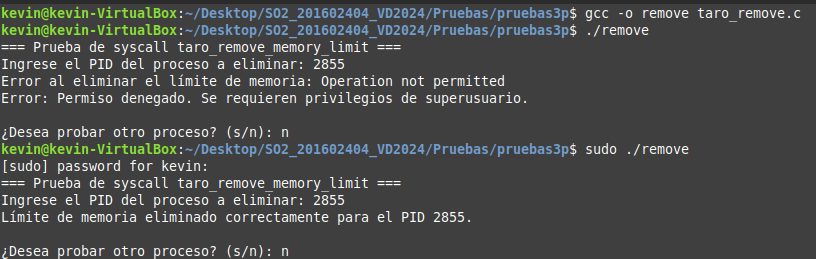 kevin@kevin-VirtualBox:~/Desktop/SO2_201602404_VD2024/Pruebas/pruebas3p$ gcc -o remove taro_remove.c
kevin@kevin-VirtualBox:~/Desktop/SO2_201602404_VD2024/Pruebas/pruebas3p$ ./remove
=== Prueba de syscall taro_remove_memory_limit ===
Ingrese el PID del proceso a eliminar: 2855
Error al eliminar el límite de memoria: Operation not permitted
Error: Permiso denegado. Se requieren privilegios de superusuario.

¿Desea probar otro proceso? (s/n): n
kevin@kevin-VirtualBox:~/Desktop/SO2_201602404_VD2024/Pruebas/pruebas3p$ sudo ./remove
[sudo] password for kevin:
=== Prueba de syscall taro_remove_memory_limit ===
Ingrese el PID del proceso a eliminar: 2855
Límite de memoria eliminado correctamente para el PID 2855.

¿Desea probar otro proceso? (s/n): n